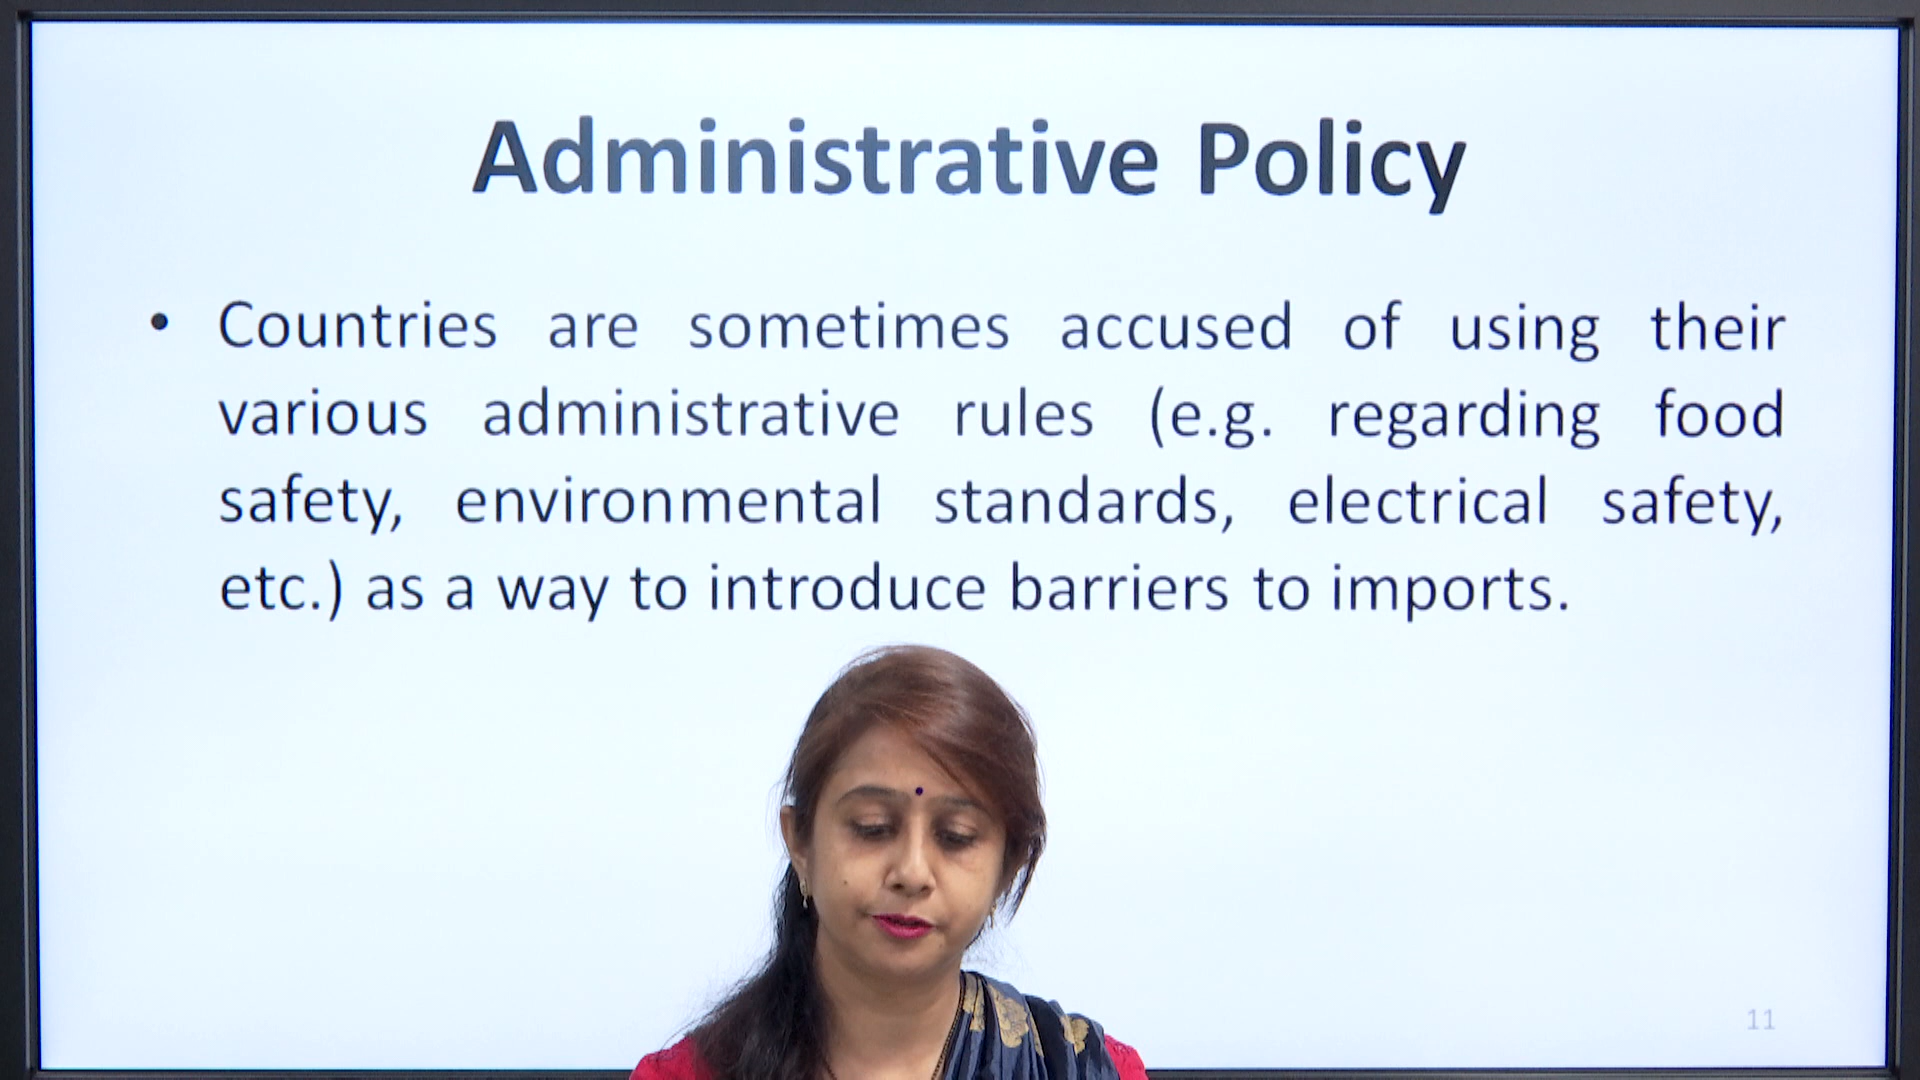 Administrative Policy
• Countries are sometimes accused of using their
various administrative rules (e.g. regarding food
safety, environmental standards, electrical safety,
etc.) as a way to introduce barriers to imports.
11